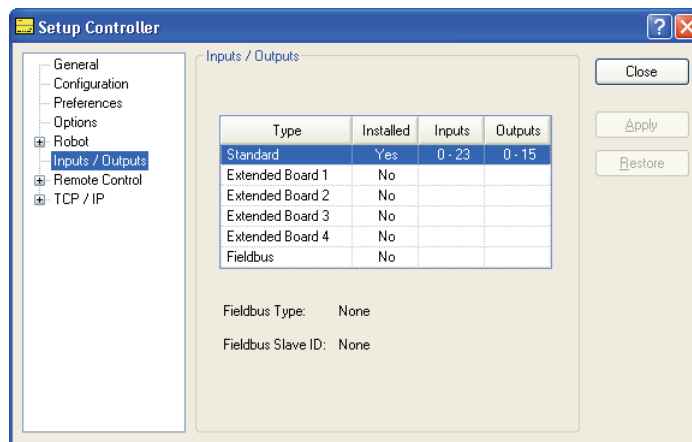 Setup Controller
General
Configuration
Preferences
Options
Robot
Inputs / Outputs
Remote Control
TCP / IP
Inputs / Outputs
Type Installed Inputs Outputs
Standard Yes 0 - 23 0 - 15
Extended Board 1 No
Extended Board 2 No
Extended Board 3 No
Extended Board 4 No
Fieldbus No
Fieldbus Type: None
Fieldbus Slave ID: None
Close
Apply
Restore